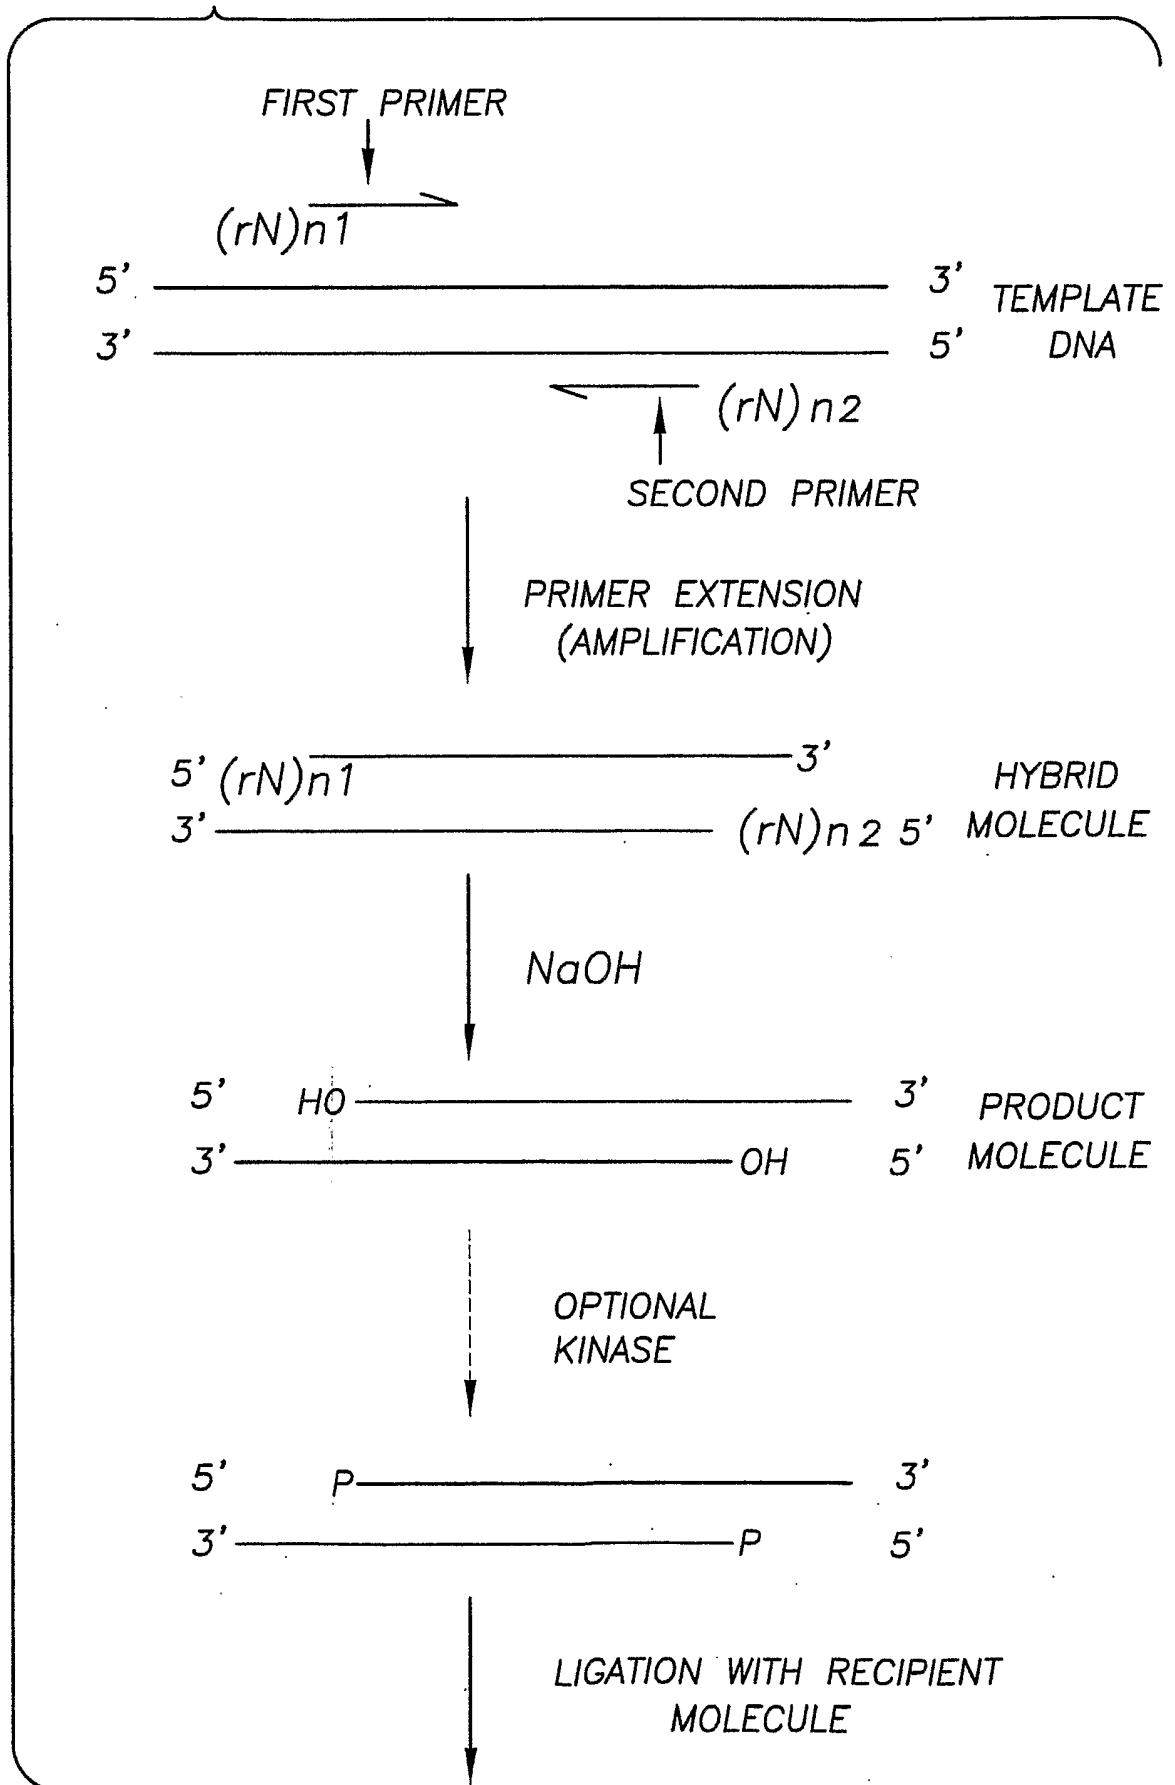 FIRST PRIMER
(rN)n1
5' 3'
TEMPLATE
3' 5' DNA
(rN)n2
SECOND PRIMER
PRIMER EXTENSION
(AMPLIFICATION)
5' (rN)n1 3'
HYBRID
3' (rN)n2 5' MOLECULE
NaOH
5' HO 3' PRODUCT
3' OH 5' MOLECULE
OPTIONAL
KINASE
5' P 3'
3' P 5'
LIGATION WITH RECIPIENT
MOLECULE